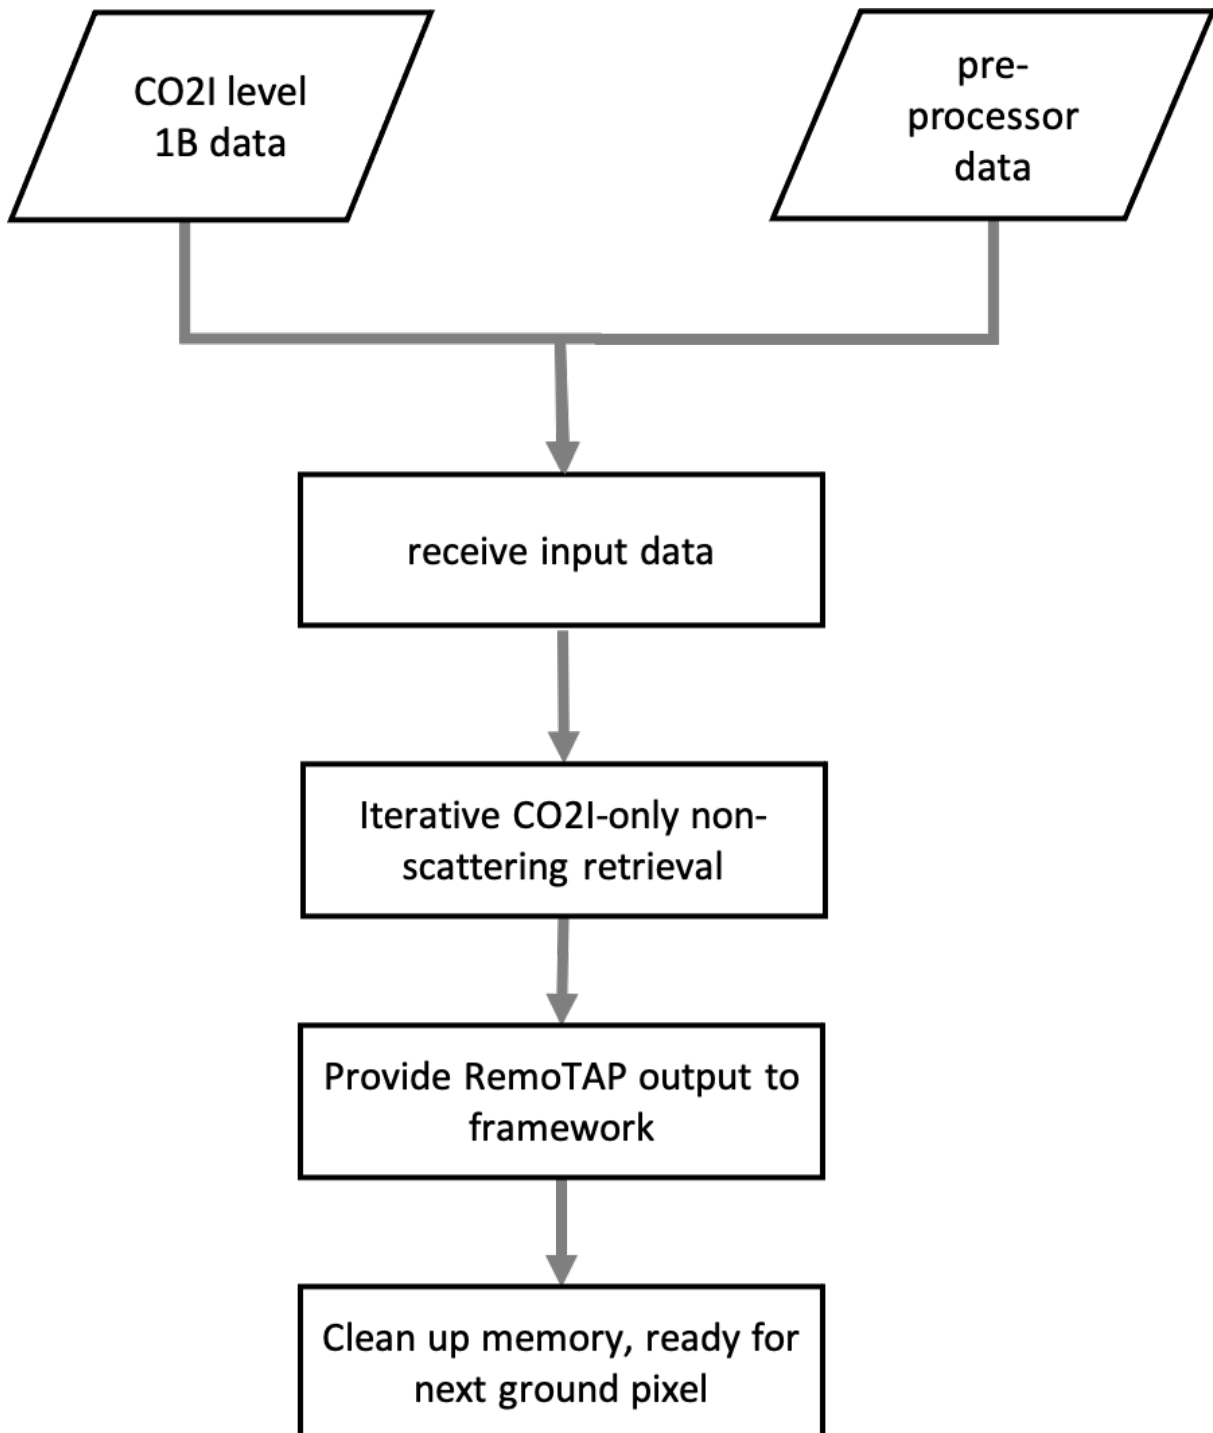 CO2I level
1B data
pre-
processor
data
receive input data
Iterative CO2I-only non-
scattering retrieval
Provide RemoTAP output to
framework
Clean up memory, ready for
next ground pixel